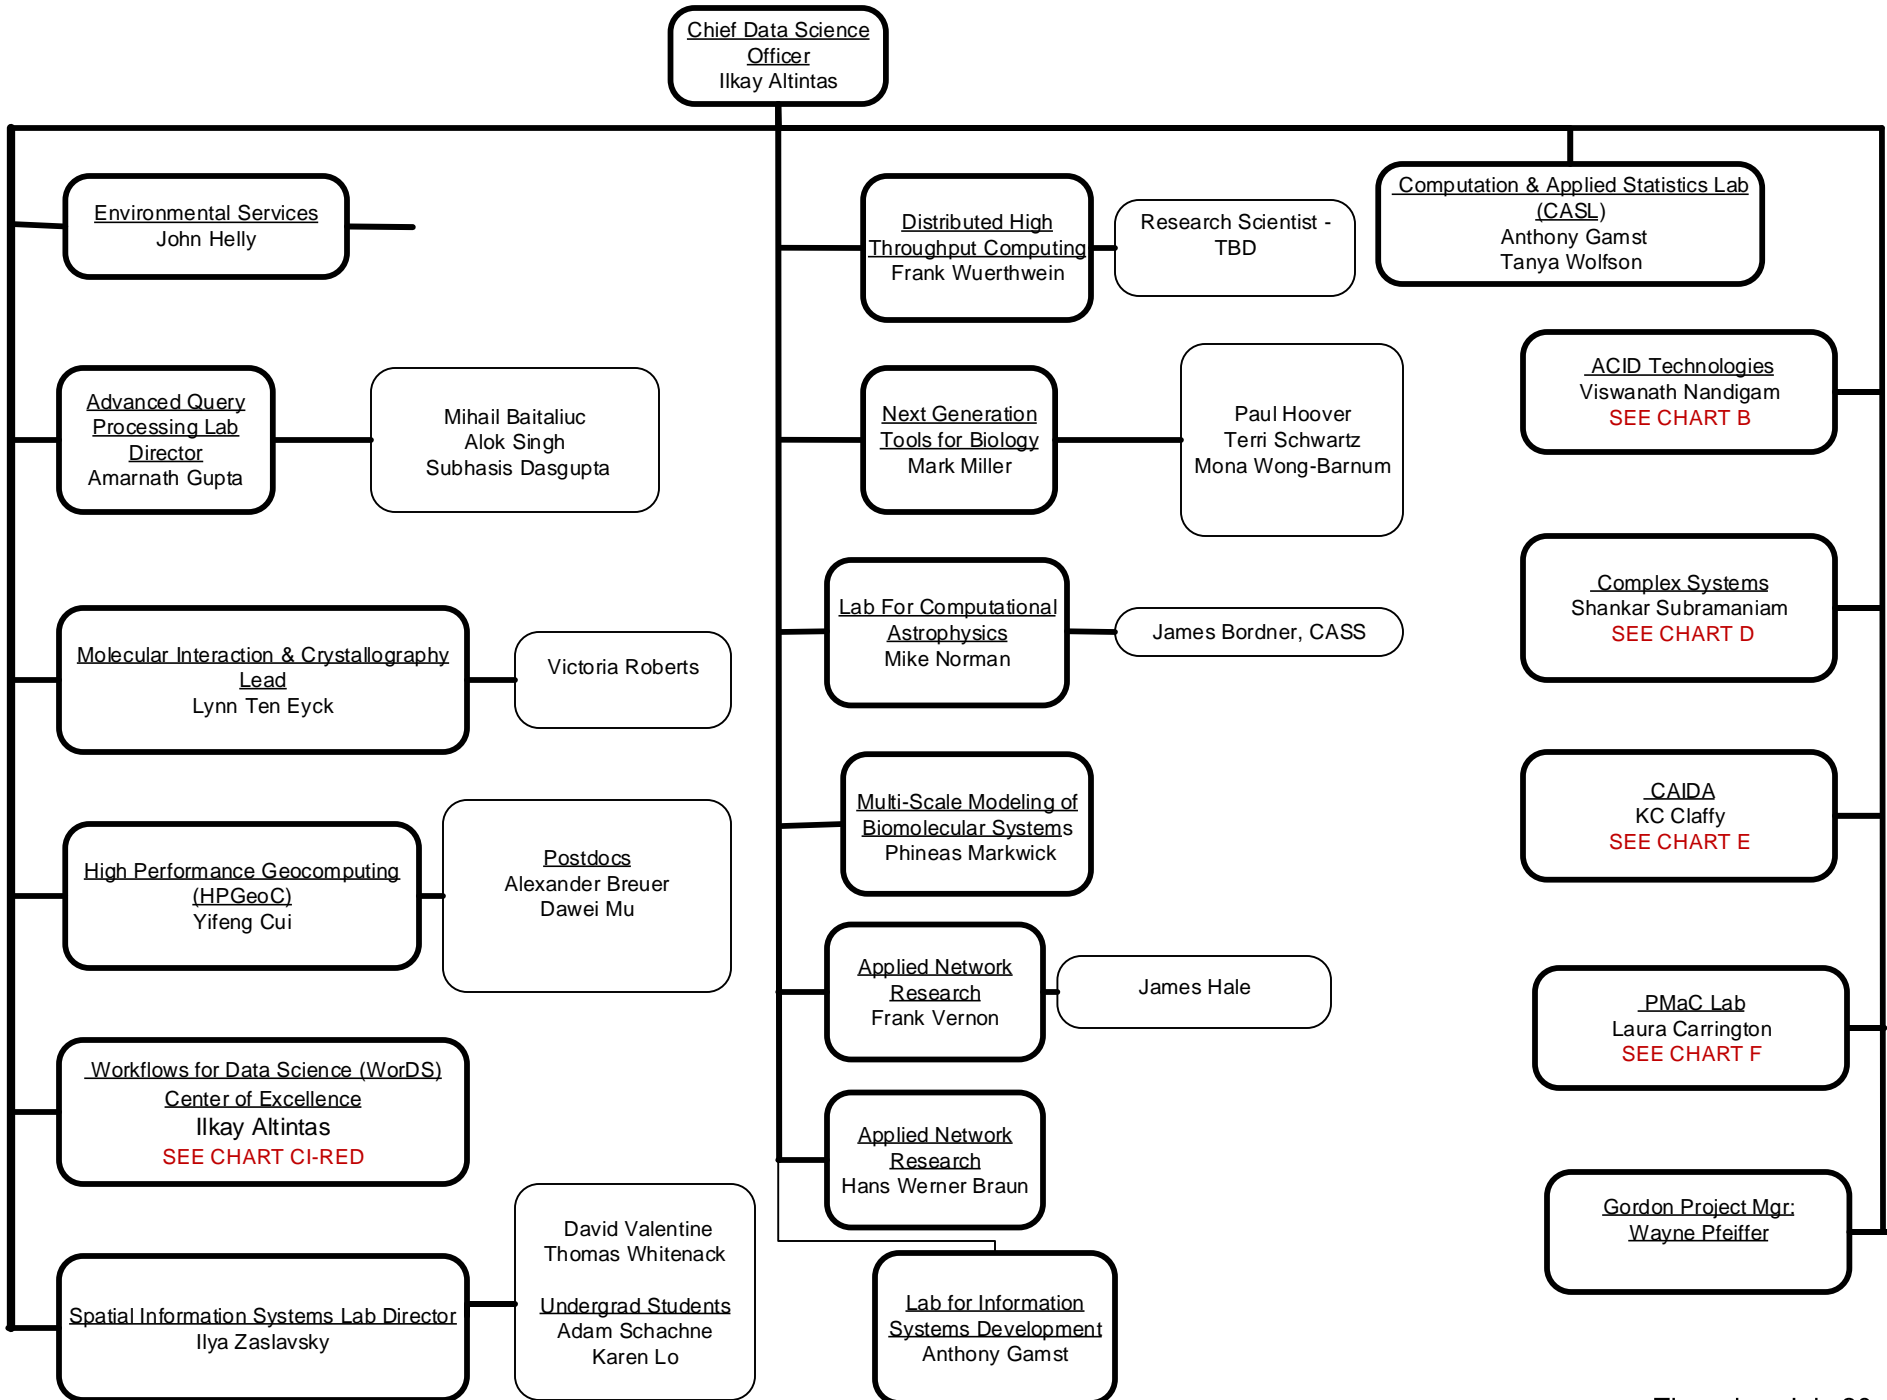 Chief Data Science
Officer
Ilkay Altintas
Environmental Services
John Helly
Advanced Query
Processing Lab
Director
Amarnath Gupta
Mihail Baitaliuc
Alok Singh
Subhasis Dasgupta
Molecular Interaction & Crystallography
Lead
Lynn Ten Eyck
Victoria Roberts
High Performance Geocomputing
(HPGeoC)
Yifeng Cui
Postdocs
Alexander Breuer
Dawei Mu
Workflows for Data Science (WorDS)
Center of Excellence
Ilkay Altintas
SEE CHART CI-RED
Spatial Information Systems Lab Director
Ilya Zaslavsky
David Valentine
Thomas Whitenack
Undergrad Students
Adam Schachne
Karen Lo
Distributed High
Throughput Computing
Frank Wuerthwein
Research Scientist -
TBD
Next Generation
Tools for Biology
Mark Miller
Paul Hoover
Terri Schwartz
Mona Wong-Barnum
Lab For Computational
Astrophysics
Mike Norman
James Bordner, CASS
Multi-Scale Modeling of
Biomolecular Systems
Phineas Markwick
Applied Network
Research
Frank Vernon
James Hale
Applied Network
Research
Hans Werner Braun
Lab for Information
Systems Development
Anthony Gamst
Computation & Applied Statistics Lab
(CASL)
Anthony Gamst
Tanya Wolfson
ACID Technologies
Viswanath Nandigam
SEE CHART B
Complex Systems
Shankar Subramaniam
SEE CHART D
CAIDA
KC Claffy
SEE CHART E
PMaC Lab
Laura Carrington
SEE CHART F
Gordon Project Mgr:
Wayne Pfeiffer